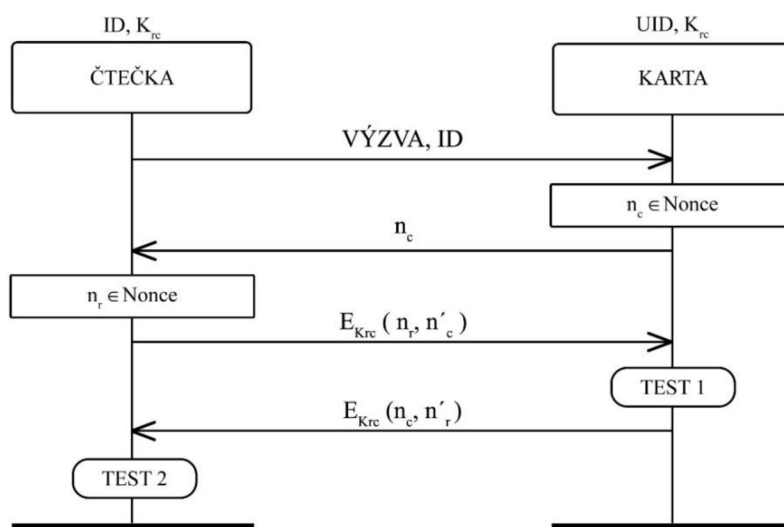 ID, K_rc
UID, K_rc
ČTEČKA
KARTA
VÝZVA, ID
n_c ∈ Nonce
n_c
n_r ∈ Nonce
E_Krc ( n_r, n´_c )
TEST 1
E_Krc (n_c, n´_r)
TEST 2